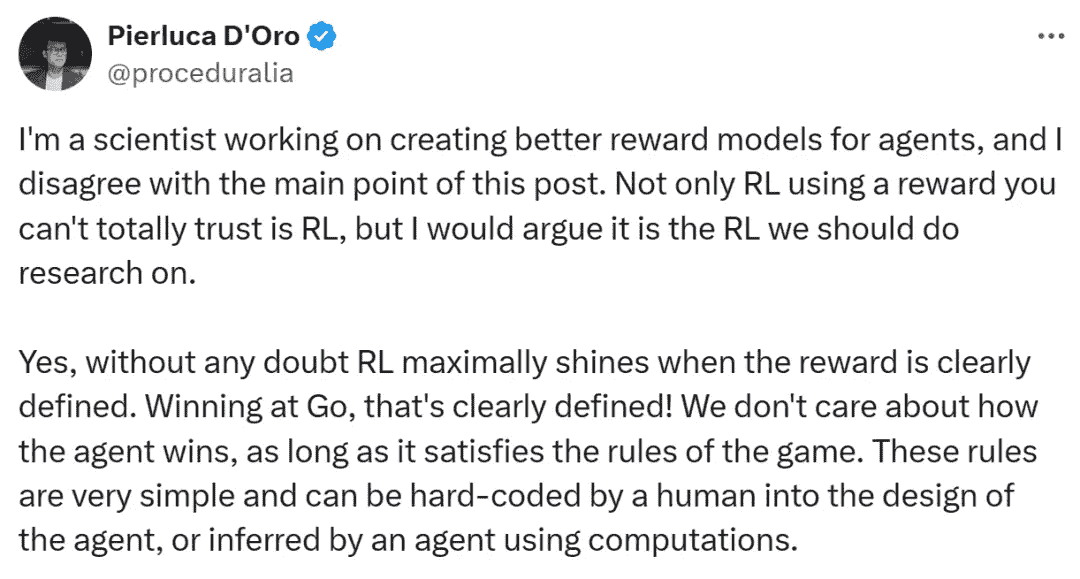 Pierluca D'Oro
@proceduralia
I'm a scientist working on creating better reward models for agents, and I
disagree with the main point of this post. Not only RL using a reward you
can't totally trust is RL, but I would argue it is the RL we should do
research on.
Yes, without any doubt RL maximally shines when the reward is clearly
defined. Winning at Go, that's clearly defined! We don't care about how
the agent wins, as long as it satisfies the rules of the game. These rules
are very simple and can be hard-coded by a human into the design of
the agent, or inferred by an agent using computations.